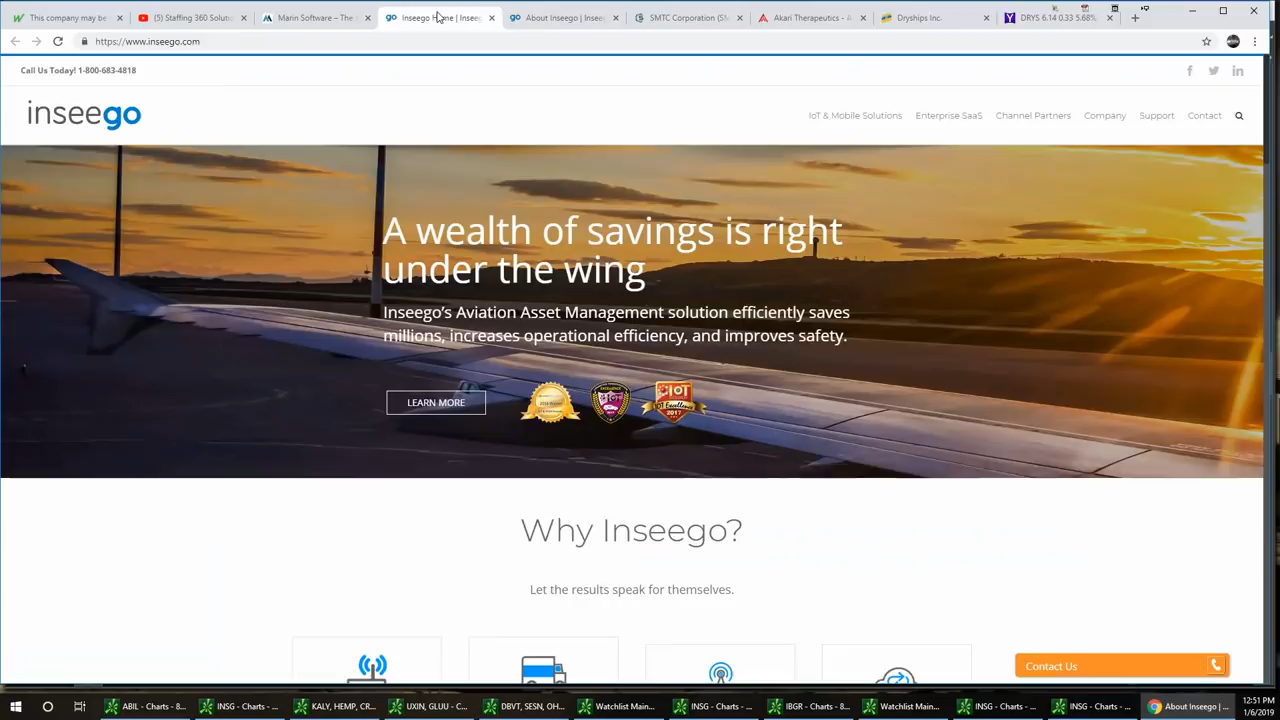 This company may be
(5) Staffing 360 Soluti
Marin Software – The
Inseego Home | Inseeg
About Inseego | Inseeg
SMTC Corporation (SM
Akari Therapeutics - A
Dryships Inc.
DRYS 6.14 0.33 5.68%
https://www.inseego.com
Call Us Today! 1-800-683-4818
inseego
IoT & Mobile Solutions
Enterprise SaaS
Channel Partners
Company
Support
Contact
A wealth of savings is right
under the wing
Inseego’s Aviation Asset Management solution efficiently saves
millions, increases operational efficiency, and improves safety.
LEARN MORE
IoT
2017
Why Inseego?
Let the results speak for themselves.
Contact Us
ABIL - Charts - 8...
INSG - Charts - ...
KALY, HEMP, CR...
UXIN, GLUU - C...
DBVT, SESN, OH...
Watchlist Main...
INSG - Charts - ...
IBGR - Charts - 8...
Watchlist Main...
INSG - Charts - ...
INSG - Charts - ...
About Inseego | ...
12:51 PM
1/6/2019